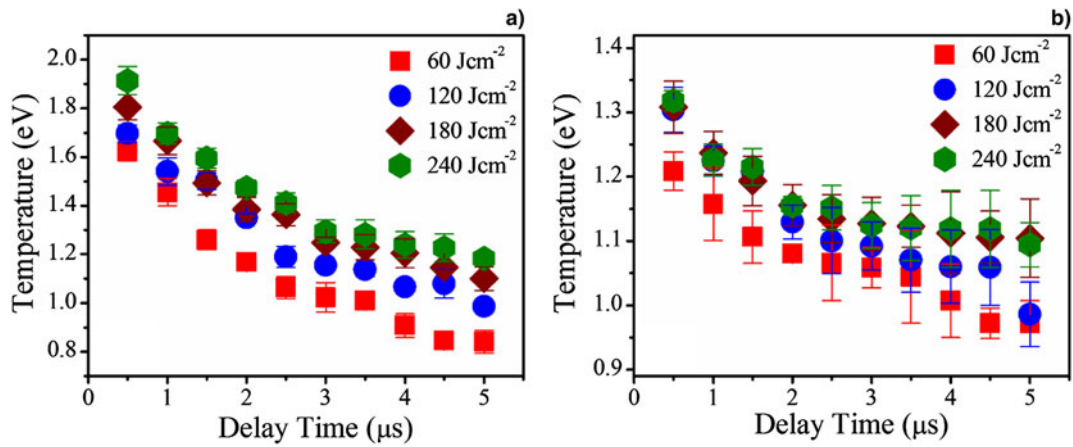 a)
Temperature (eV)
2.0
1.8
1.6
1.4
1.2
1.0
0.8
60 Jcm-2
120 Jcm-2
180 Jcm-2
240 Jcm-2
0 1 2 3 4 5
Delay Time (μs)
b)
Temperature (eV)
1.4
1.3
1.2
1.1
1.0
0.9
60 Jcm-2
120 Jcm-2
180 Jcm-2
240 Jcm-2
0 1 2 3 4 5
Delay Time (μs)